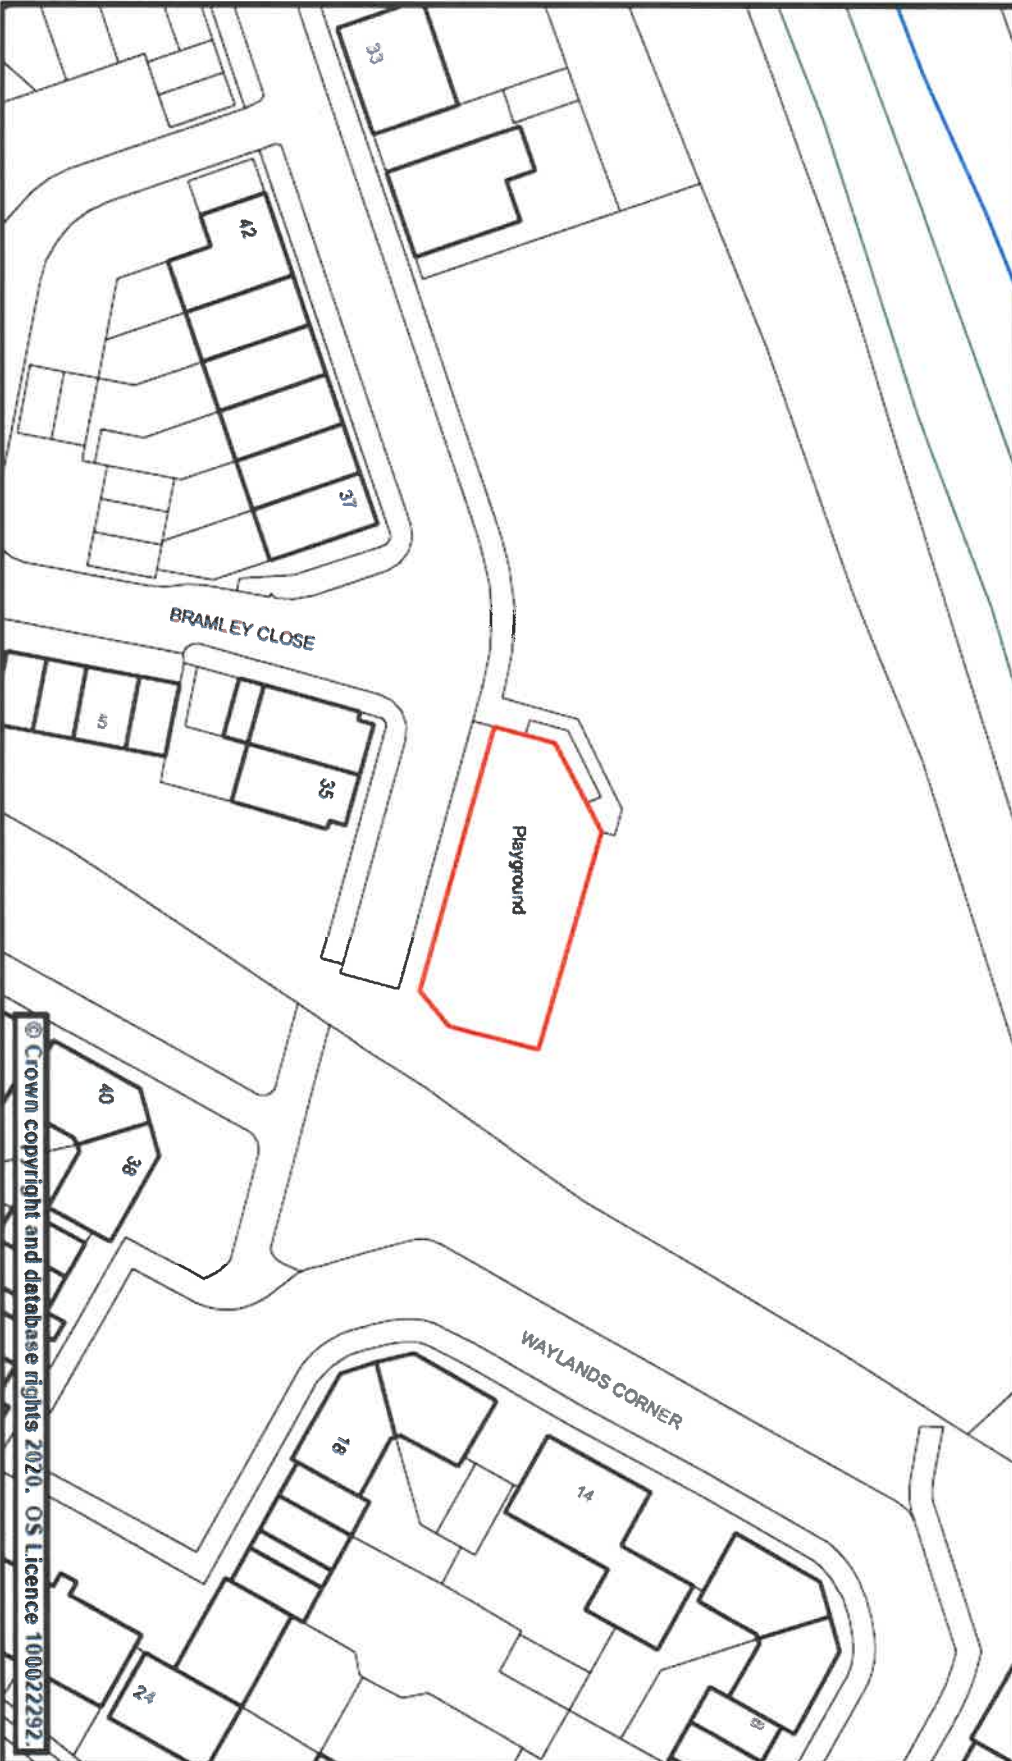 33
42
37
BRAMLEY CLOSE
35
Playground
40
38
WAYLANDS CORNER
18
14
24
© Crown copyright and database rights 2020. OS Licence 100022292.